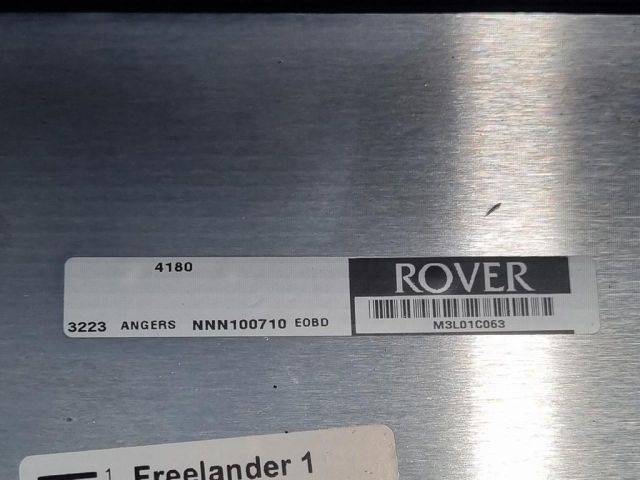 4180
3223 ANGERS NNN100710 EOBD
ROVER
M3L01C063
1 Freelander 1